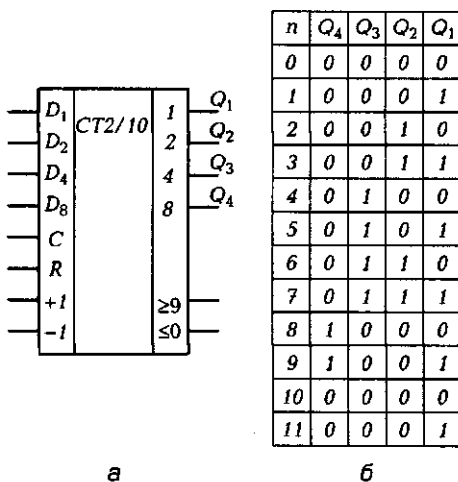 D₁ CT2/10 1 Q₁
D₂ 2 Q₂
D₄ 4 Q₃
D₈ 8 Q₄
C
R
+1 ≥9
−1 ≤0
а
n Q₄ Q₃ Q₂ Q₁
0 0 0 0 0
1 0 0 0 1
2 0 0 1 0
3 0 0 1 1
4 0 1 0 0
5 0 1 0 1
6 0 1 1 0
7 0 1 1 1
8 1 0 0 0
9 1 0 0 1
10 0 0 0 0
11 0 0 0 1
б